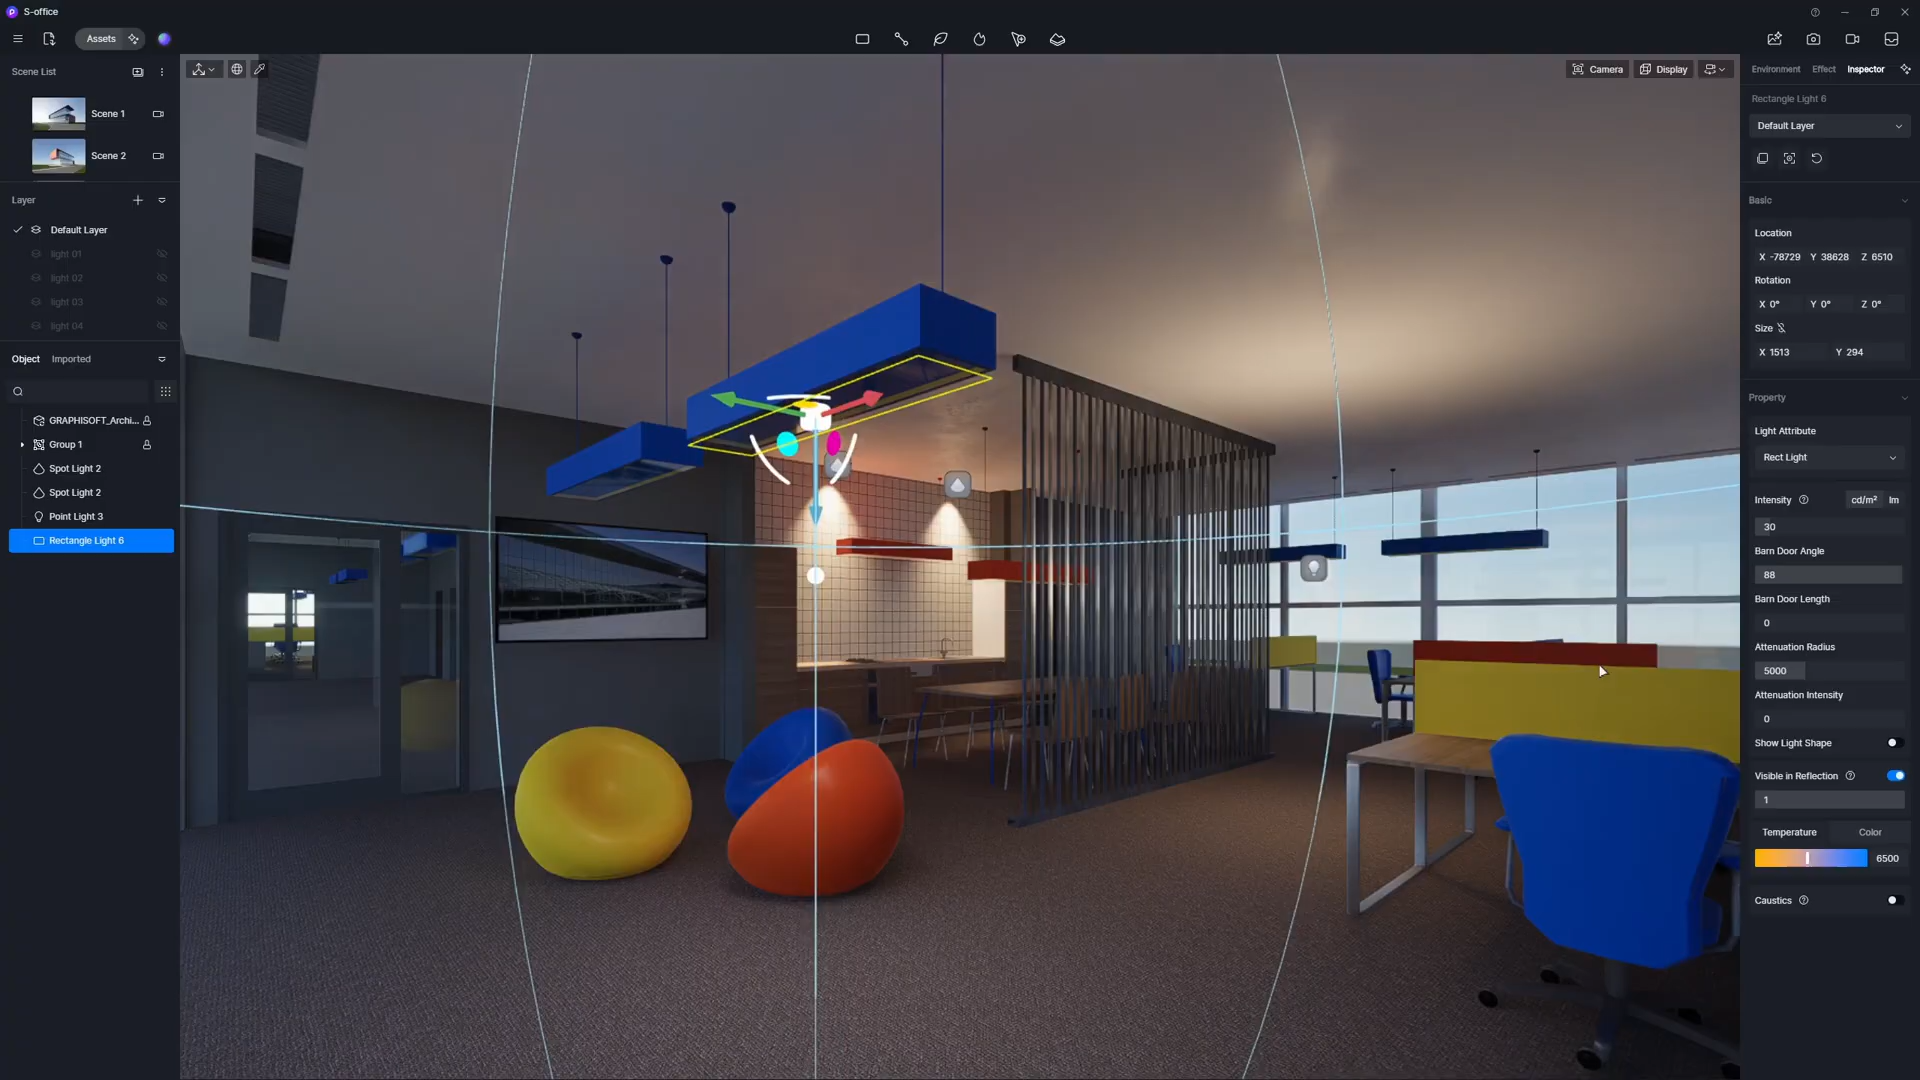 S-office
Assets
Scene List
Scene 1
Scene 2
Layer
Default Layer
light 01
light 02
light 03
light 04
Object Imported
GRAPHISOFT_Archi...
Group 1
Spot Light 2
Spot Light 2
Point Light 3
Rectangle Light 6
Camera Display
Environment Effect Inspector
Rectangle Light 6
Default Layer
Basic
Location
X -78729 Y 38628 Z 6510
Rotation
X 0° Y 0° Z 0°
Size
X 1513 Y 294
Property
Light Attribute
Rect Light
Intensity cd/m² lm
30
Barn Door Angle
88
Barn Door Length
0
Attenuation Radius
5000
Attenuation Intensity
0
Show Light Shape
Visible in Reflection
1
Temperature Color
6500
Caustics